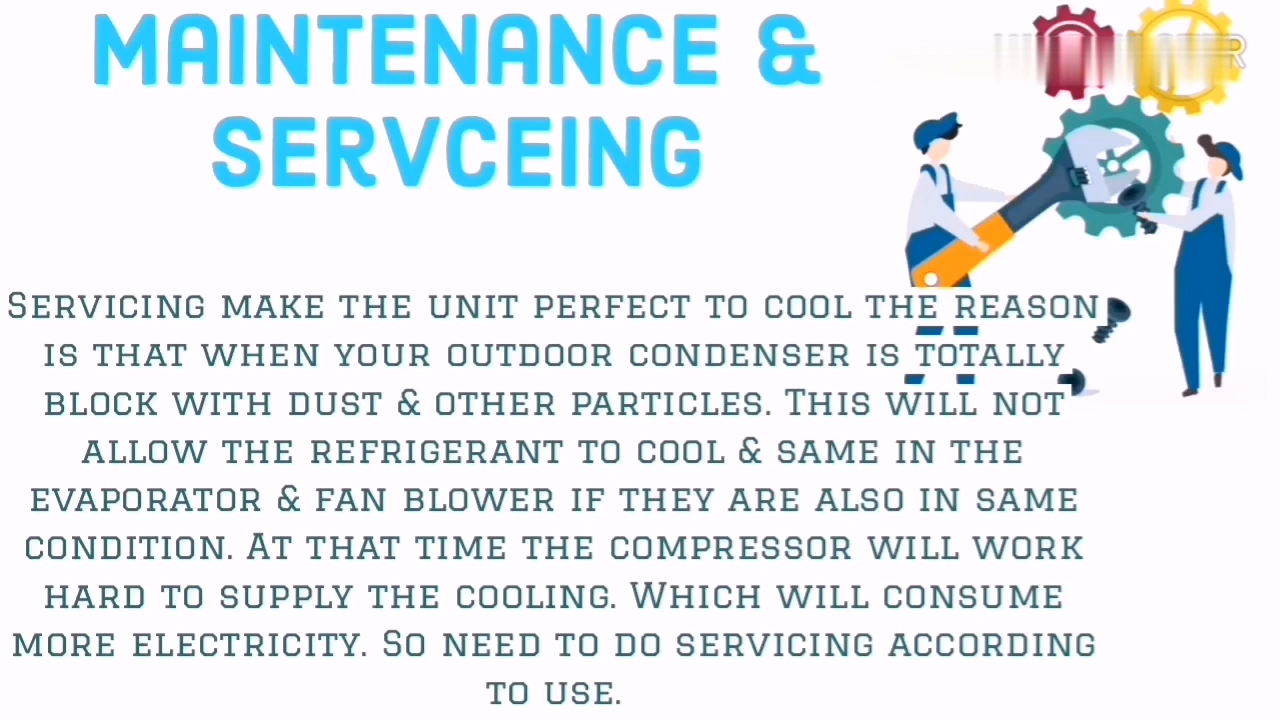 MAINTENANCE &
SERVCEING
Servicing make the unit perfect to cool the reason
is that when your outdoor condenser is totally
block with dust & other particles. This will not
allow the refrigerant to cool & same in the
evaporator & fan blower if they are also in same
condition. At that time the compressor will work
hard to supply the cooling. Which will consume
more electricity. So need to do servicing according
to use.